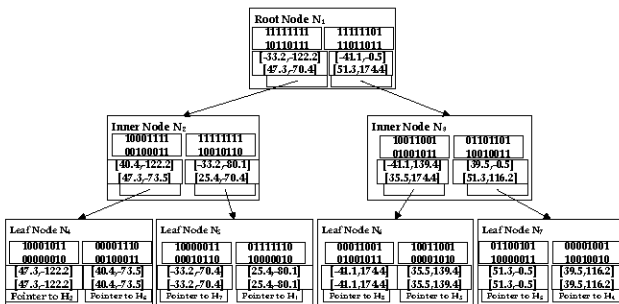 Root Node N₁
11111111 11111101
10110111 11011011
[-33.2,-122.2] [-41.1,-0.5]
[47.3,-70.4] [51.3,174.4]
Inner Node N₂
10001111 11111111
00100011 10010110
[40.4,-122.2] [-33.2,-80.1]
[47.3,-73.5] [25.4,-70.4]
Inner Node N₃
10011001 01101101
01001011 10010011
[-41.1,139.4] [39.5,-0.5]
[35.5,174.4] [51.3,116.2]
Leaf Node N₄
10001011 00001110
00000010 00100011
[47.3,-122.2] [40.4,-73.5]
[47.3,-122.2] [40.4,-73.5]
Pointer to H₂ Pointer to
Leaf Node N₅
10000011 01111110
00010110 10000010
[-33.2,-70.4] [25.4,-80.1]
[-33.2,-70.4] [25.4,-80.1]
Pointer to H₇ Pointer to H₁
Leaf Node N₆
00011001 10011001
01001011 00001010
[-41.1,174.4] [35.5,139.4]
[-41.1,174.4] [35.5,139.4]
Pointer to Pointer to
Leaf Node N₇
01100101 00001001
10000011 10010010
[51.3,-0.5] [39.5,116.2]
[51.3,-0.5] [39.5,116.2]
Pointer to Pointer to